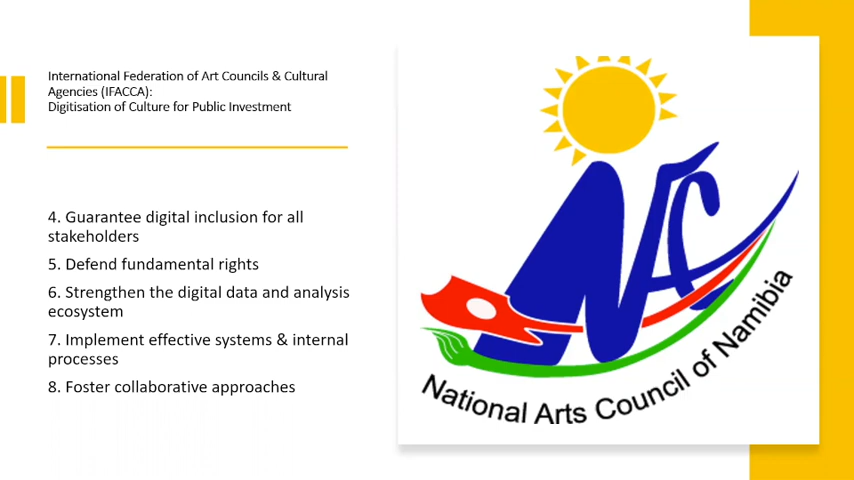 International Federation of Art Councils & Cultural
Agencies (IFACCA):
Digitisation of Culture for Public Investment
4. Guarantee digital inclusion for all
stakeholders
5. Defend fundamental rights
6. Strengthen the digital data and analysis
ecosystem
7. Implement effective systems & internal
processes
8. Foster collaborative approaches
NAC
National Arts Council of Namibia